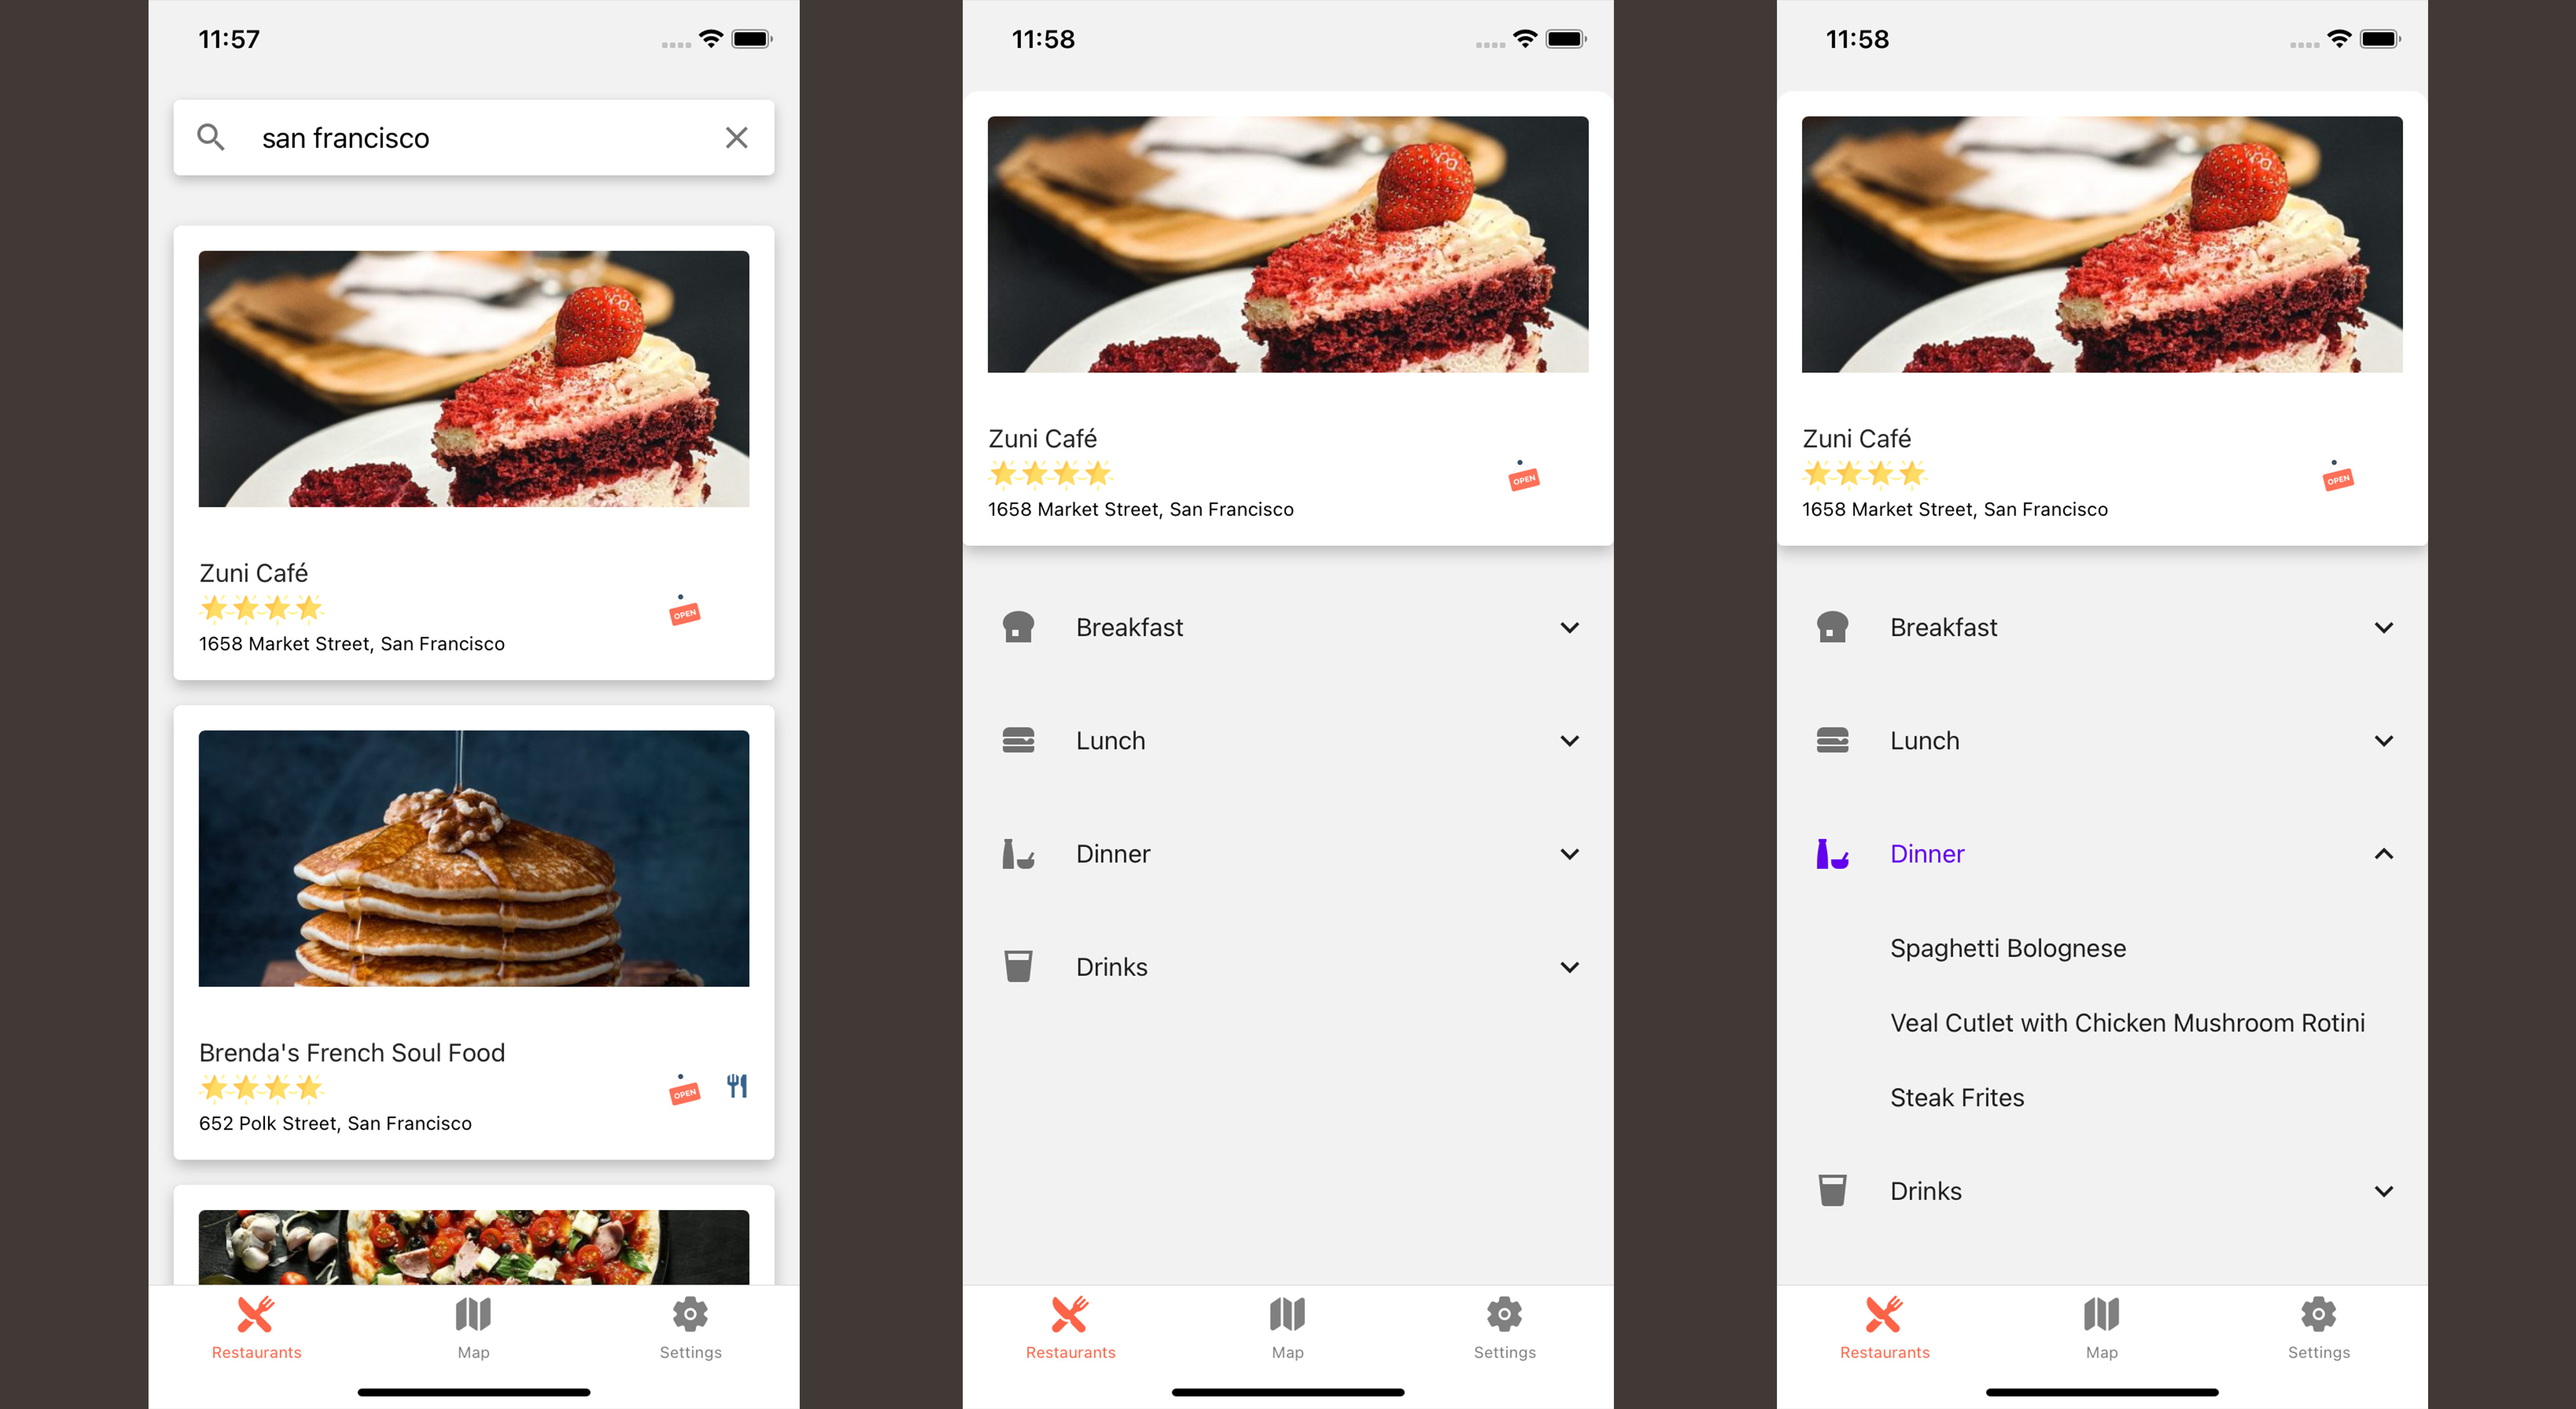 11:57
san francisco
Zuni Café
OPEN
1658 Market Street, San Francisco
Brenda's French Soul Food
OPEN
652 Polk Street, San Francisco
Restaurants Map Settings
11:58
Zuni Café
OPEN
1658 Market Street, San Francisco
Breakfast
Lunch
Dinner
Drinks
Restaurants Map Settings
11:58
Zuni Café
OPEN
1658 Market Street, San Francisco
Breakfast
Lunch
Dinner
Spaghetti Bolognese
Veal Cutlet with Chicken Mushroom Rotini
Steak Frites
Drinks
Restaurants Map Settings